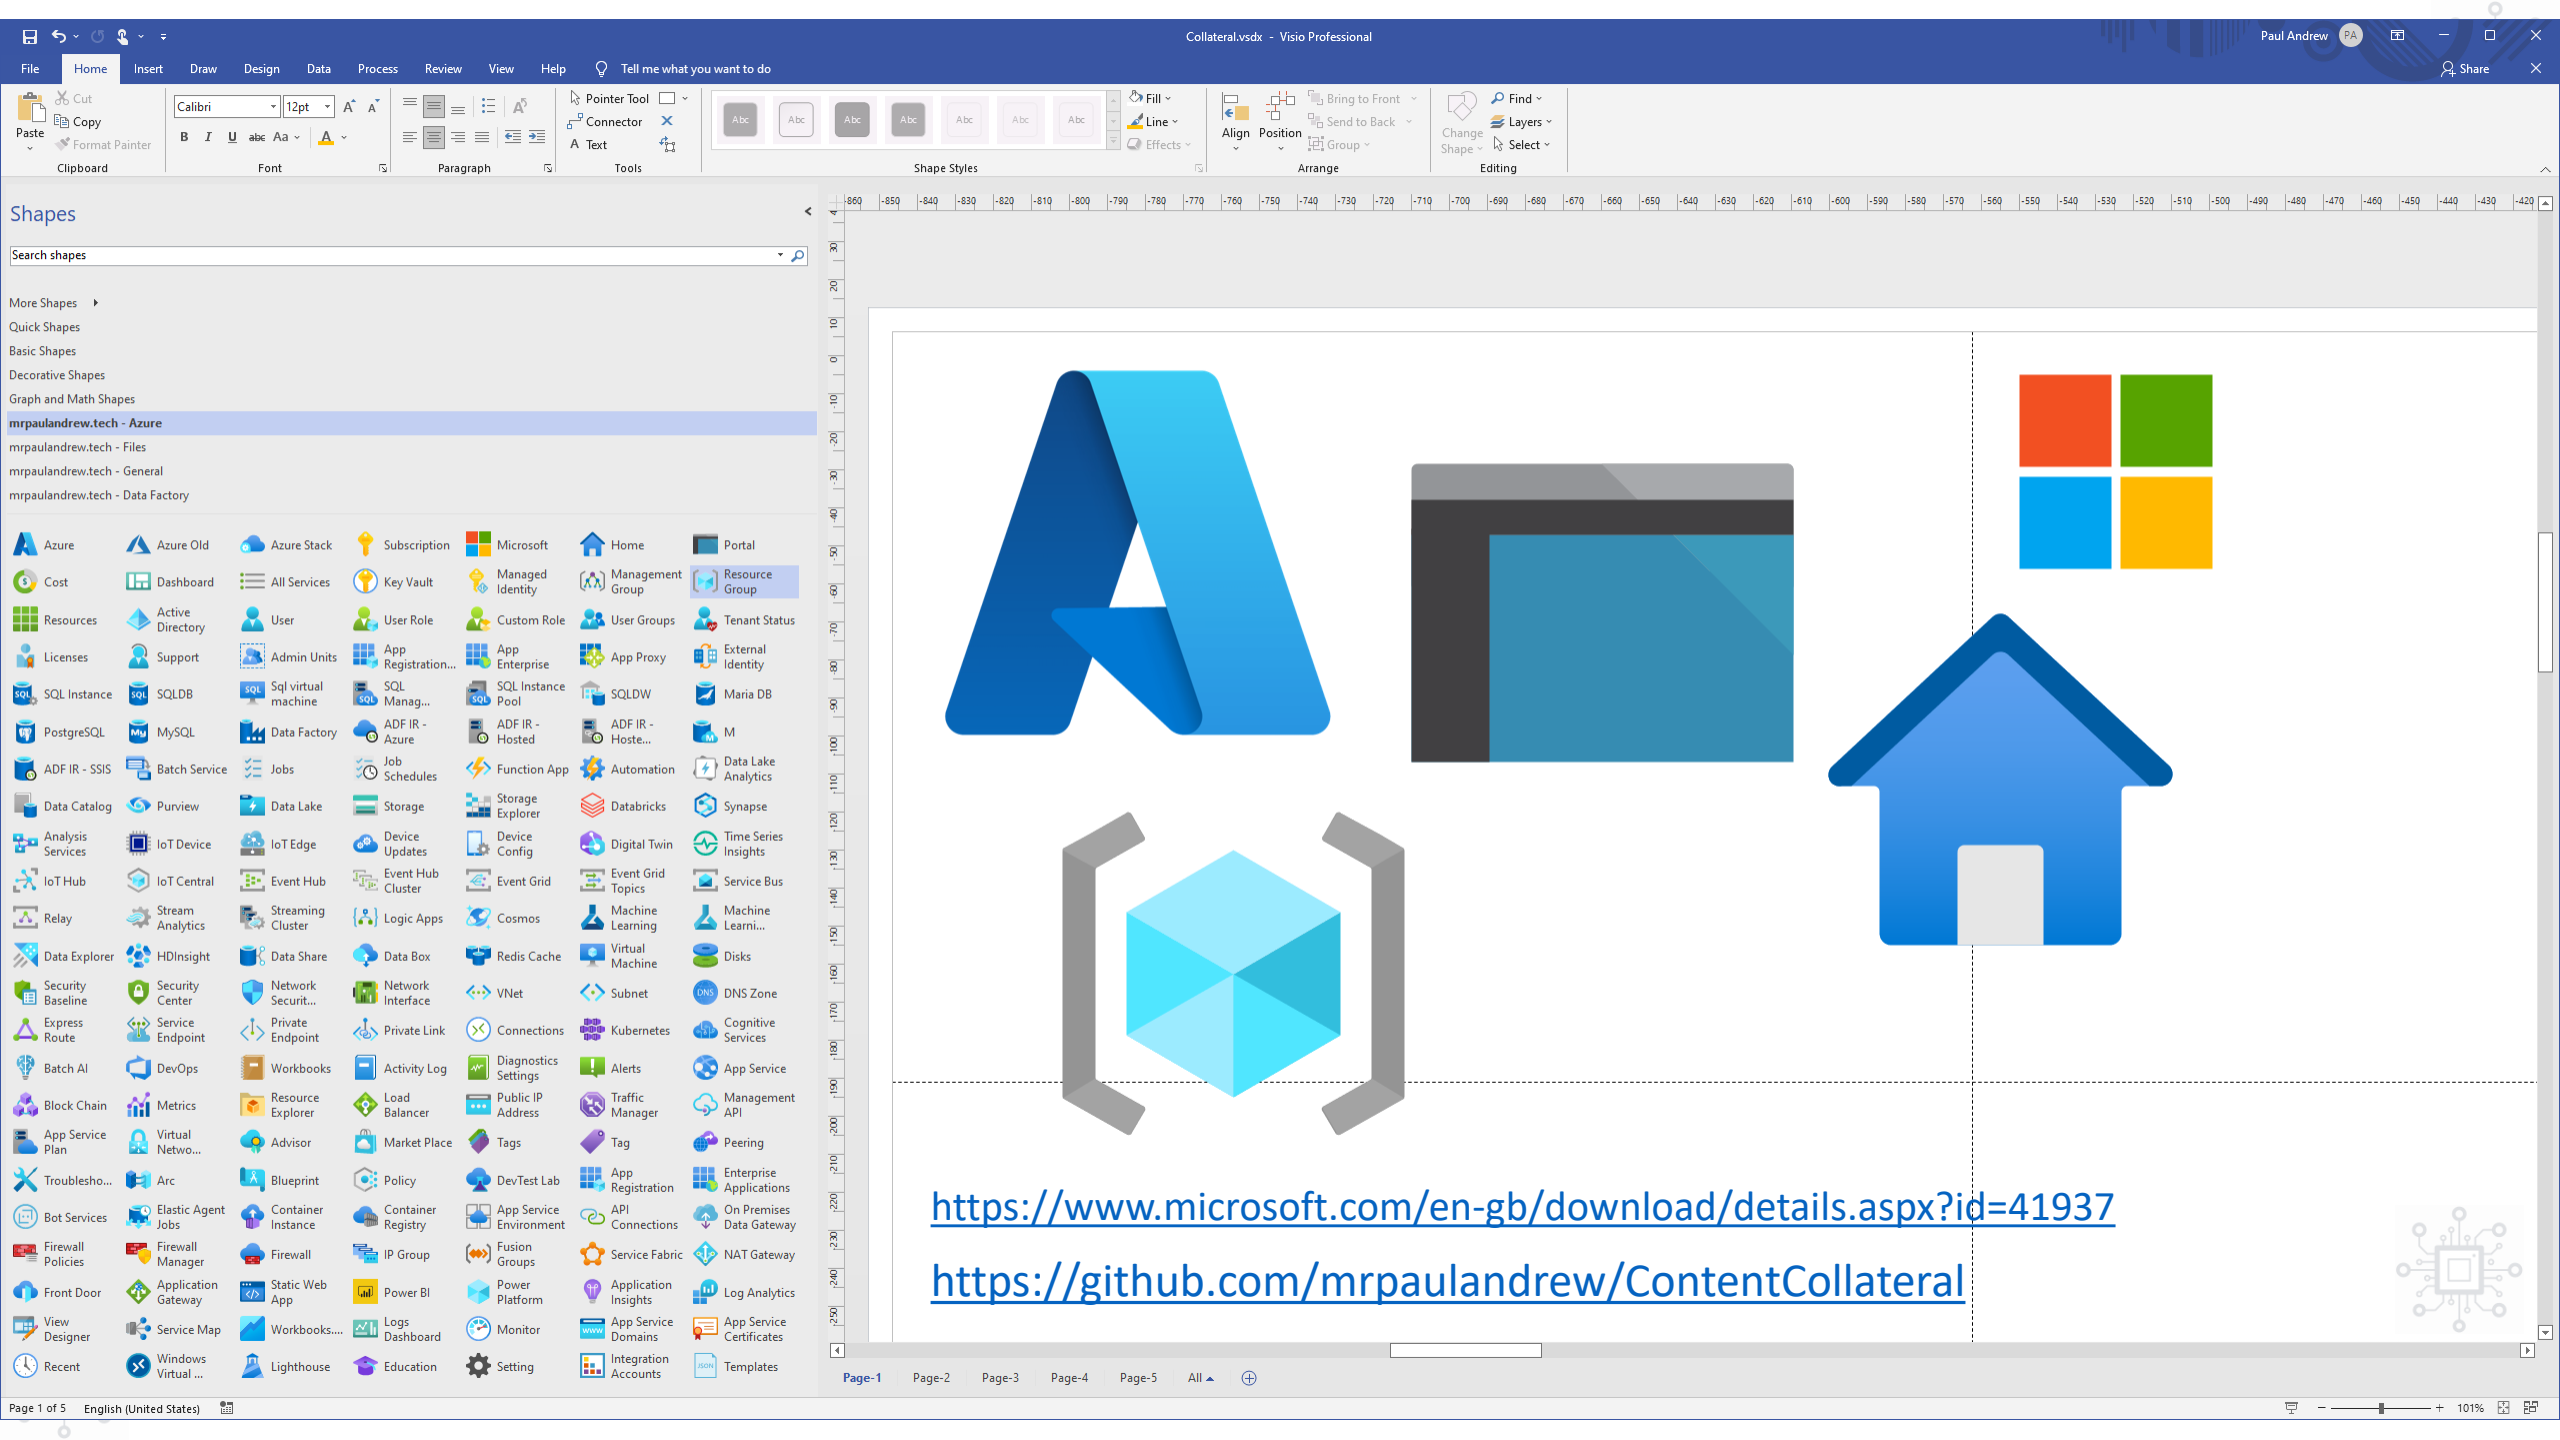 Collateral.vsdx - Visio Professional
Paul Andrew PA
File Home Insert Draw Design Data Process Review View Help Tell me what you want to do Share
Paste
Cut
Copy
Format Painter
Clipboard
Calibri 12pt
Font
Paragraph
Pointer Tool
Connector
Text
Tools
Abc Abc Abc Abc Abc Abc Abc
Shape Styles
Fill
Line
Effects
Align Position
Bring to Front
Send to Back
Group
Arrange
Change Shape
Find
Layers
Select
Editing
Shapes
Search shapes
More Shapes
Quick Shapes
Basic Shapes
Decorative Shapes
Graph and Math Shapes
mrpaulandrew.tech - Azure
mrpaulandrew.tech - Files
mrpaulandrew.tech - General
mrpaulandrew.tech - Data Factory
Azure Azure Old Azure Stack Subscription Microsoft Home Portal
Cost Dashboard All Services Key Vault Managed Identity Management Group Resource Group
Resources Active Directory User User Role Custom Role User Groups Tenant Status
Licenses Support Admin Units App Registration... App Enterprise App Proxy External Identity
SQL Instance SQLDB Sql virtual machine SQL Manag... SQL Instance Pool SQLDW Maria DB
PostgreSQL MySQL Data Factory ADF IR - Azure ADF IR - Hosted ADF IR - Hoste... M
ADF IR - SSIS Batch Service Jobs Job Schedules Function App Automation Data Lake Analytics
Data Catalog Purview Data Lake Storage Storage Explorer Databricks Synapse
Analysis Services IoT Device IoT Edge Device Updates Device Config Digital Twin Time Series Insights
IoT Hub IoT Central Event Hub Event Hub Cluster Event Grid Event Grid Topics Service Bus
Relay Stream Analytics Streaming Cluster Logic Apps Cosmos Machine Learning Machine Learni...
Data Explorer HDInsight Data Share Data Box Redis Cache Virtual Machine Disks
Security Baseline Security Center Network Securit... Network Interface VNet Subnet DNS Zone
Express Route Service Endpoint Private Endpoint Private Link Connections Kubernetes Cognitive Services
Batch AI DevOps Workbooks Activity Log Diagnostics Settings Alerts App Service
Block Chain Metrics Resource Explorer Load Balancer Public IP Address Traffic Manager Management API
App Service Plan Virtual Netwo... Advisor Market Place Tags Tag Peering
Troublesho... Arc Blueprint Policy DevTest Lab App Registration Enterprise Applications
Bot Services Elastic Agent Jobs Container Instance Container Registry App Service Environment API Connections On Premises Data Gateway
Firewall Policies Firewall Manager Firewall IP Group Fusion Groups Service Fabric NAT Gateway
Front Door Application Gateway Static Web App Power BI Power Platform Application Insights Log Analytics
View Designer Service Map Workbooks.... Logs Dashboard Monitor App Service Domains App Service Certificates
Recent Windows Virtual ... Lighthouse Education Setting Integration Accounts Templates
https://www.microsoft.com/en-gb/download/details.aspx?id=41937
https://github.com/mrpaulandrew/ContentCollateral
Page-1 Page-2 Page-3 Page-4 Page-5 All
Page 1 of 5 English (United States) 101%